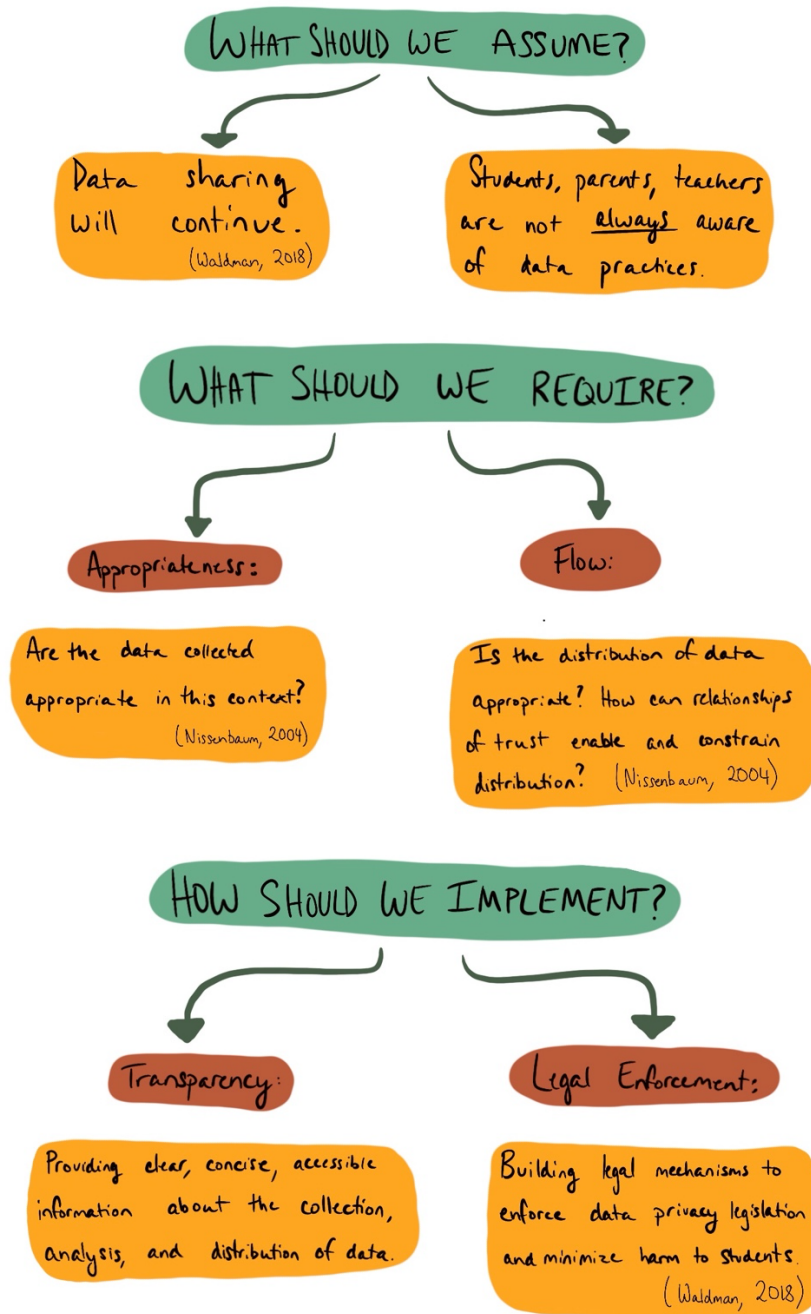 WHAT SHOULD WE ASSUME?
Data sharing
will continue.
(Waldman, 2018)
Students, parents, teachers
are not always aware
of data practices.
WHAT SHOULD WE REQUIRE?
Appropriateness:
Are the data collected
appropriate in this context?
(Nissenbaum, 2004)
Flow:
Is the distribution of data
appropriate? How can relationships
of trust enable and constrain
distribution? (Nissenbaum, 2004)
HOW SHOULD WE IMPLEMENT?
Transparency:
Providing clear, concise, accessible
information about the collection,
analysis, and distribution of data.
Legal Enforcement:
Building legal mechanisms to
enforce data privacy legislation
and minimize harm to students.
(Waldman, 2018)